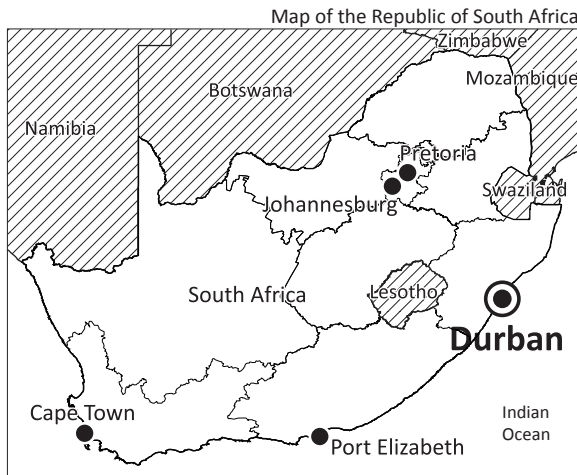 Map of the Republic of South Africa
Zimbabwe
Mozambique
Botswana
Namibia
Pretoria
Swaziland
Johannesburg
South Africa
Lesotho
Durban
Cape Town
Indian
Ocean
Port Elizabeth